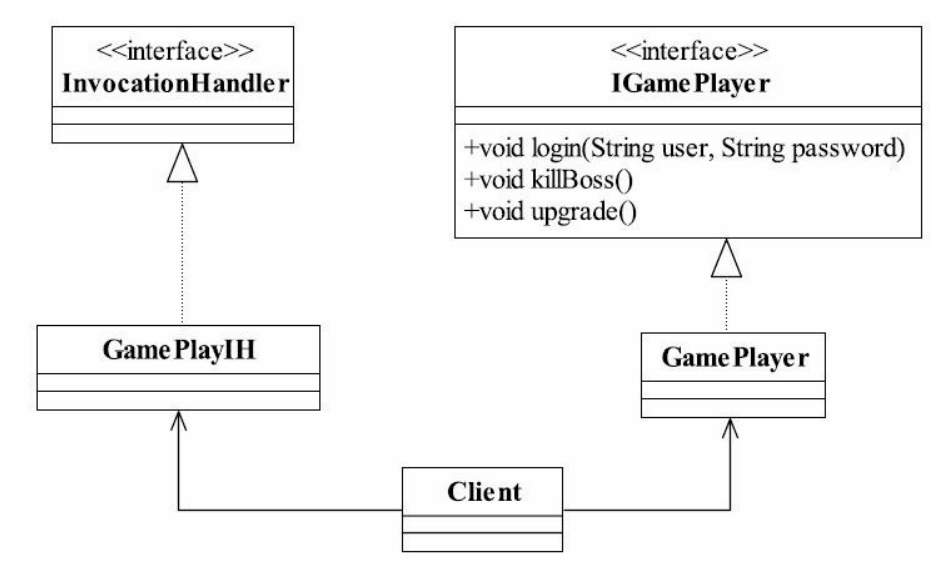 <<interface>>
InvocationHandler
<<interface>>
IGamePlayer
+void login(String user, String password)
+void killBoss()
+void upgrade()
GamePlayIH
GamePlayer
Client